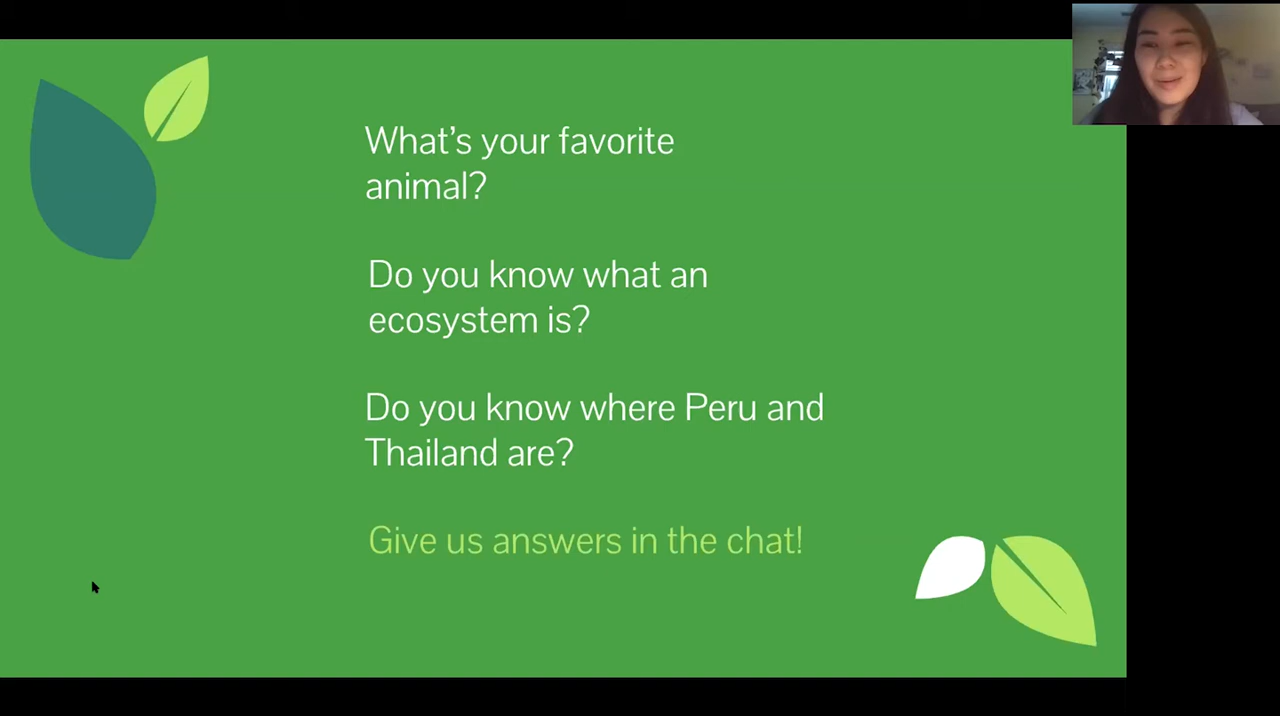 What's your favorite
animal?
Do you know what an
ecosystem is?
Do you know where Peru and
Thailand are?
Give us answers in the chat!